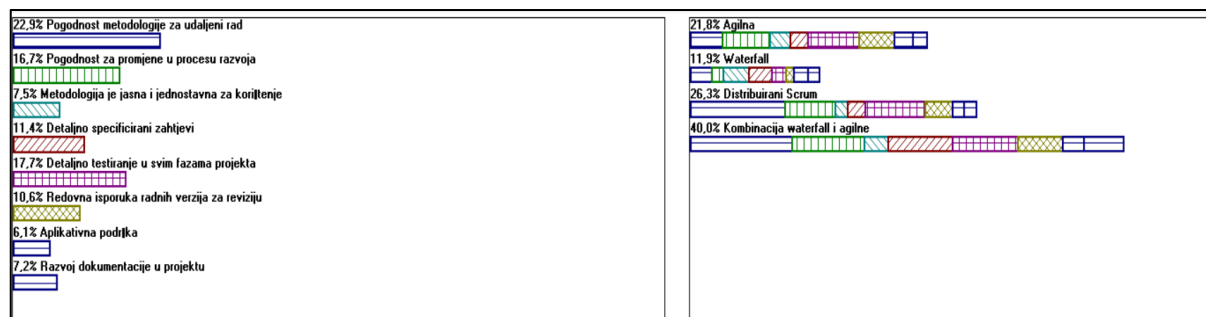 22,9% Pogodnost metodologije za udaljeni rad
16,7% Pogodnost za promjene u procesu razvoja
7,5% Metodologija je jasna i jednostavna za korištenje
11,4% Detaljno specificirani zahtjevi
17,7% Detaljno testiranje u svim fazama projekta
10,6% Redovna isporuka radnih verzija za reviziju
6,1% Aplikativna podrška
7,2% Razvoj dokumentacije u projektu
21,8% Agilna
11,9% Waterfall
26,3% Distribuirani Scrum
40,0% Kombinacija waterfall i agilne